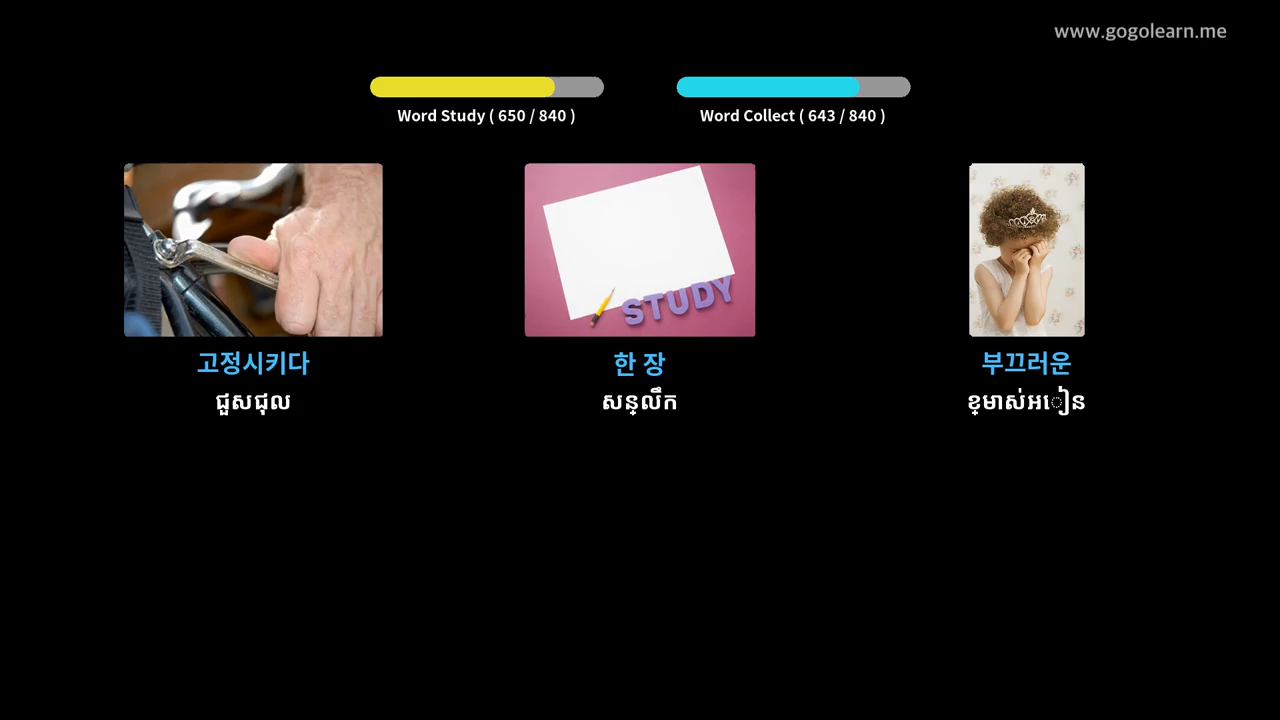 www.gogolearn.me
Word Study ( 650 / 840 )
Word Collect ( 643 / 840 )
STUDY
고정시키다
한 장
부끄러운
ជួសជុល
សន្លឹក
ខ្មាស់អៀន